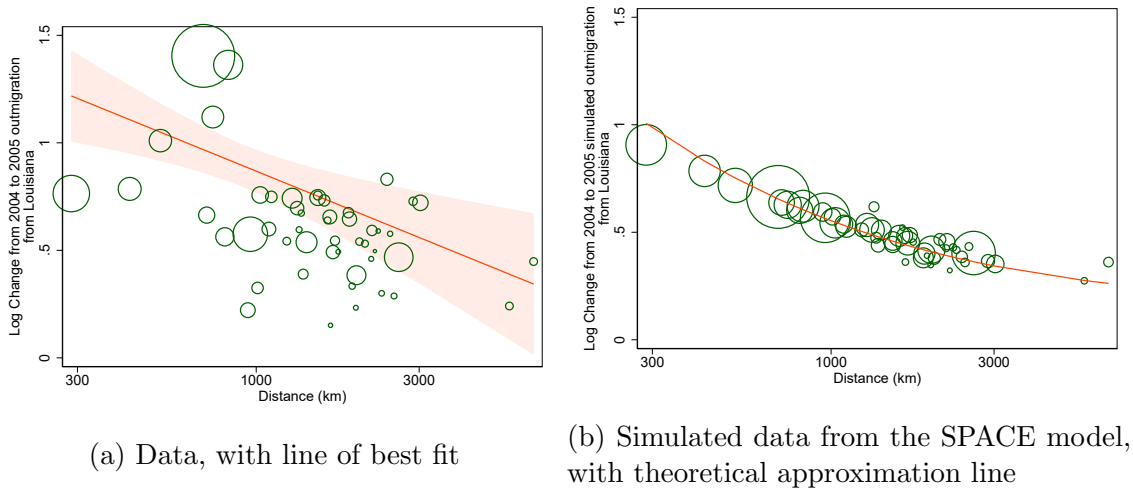 Log Change from 2004 to 2005 outmigration
from Louisiana
1.5
1
.5
0
300
1000
3000
Distance (km)
(a) Data, with line of best fit
Log Change from 2004 to 2005 simulated outmigration
from Louisiana
1.5
1
.5
0
300
1000
3000
Distance (km)
(b) Simulated data from the SPACE model,
with theoretical approximation line